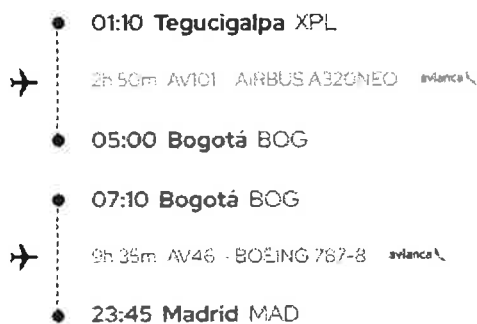 01:10 Tegucigalpa XPL
2h 50m AV101 - AIRBUS A320NEO avianca
05:00 Bogotá BOG
07:10 Bogotá BOG
9h 35m AV46 - BOEING 787-8 avianca
23:45 Madrid MAD